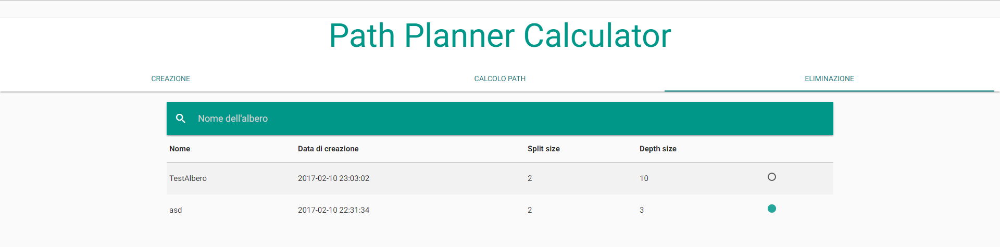 Path Planner Calculator
CREAZIONE CALCOLO PATH ELIMINAZIONE
Nome dell'albero
Nome Data di creazione Split size Depth size
TestAlbero 2017-02-10 23:03:02 2 10
asd 2017-02-10 22:31:34 2 3